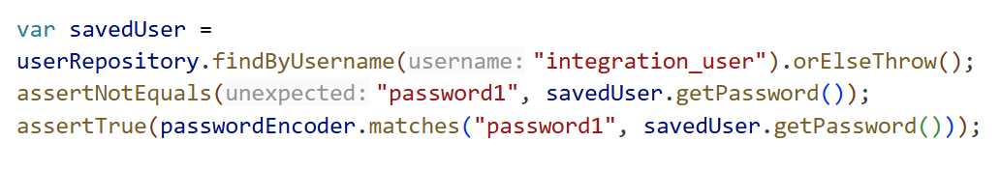 var savedUser =
userRepository.findByUsername(username: "integration_user").orElseThrow();
assertNotEquals(unexpected: "password1", savedUser.getPassword());
assertTrue(passwordEncoder.matches("password1", savedUser.getPassword()));